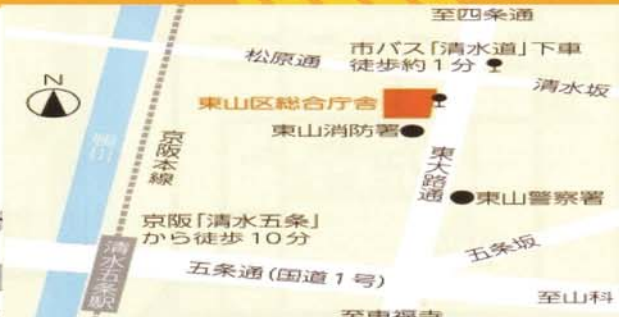 至四条通
松原通
市バス「清水道」下車
徒歩約1分
清水坂
N
東山区総合庁舎
東山消防署
鴨川
京阪本線
東大路通
東山警察署
京阪「清水五条」
から徒歩10分
五条坂
清水五条駅
五条通(国道1号)
至山科
至東福寺